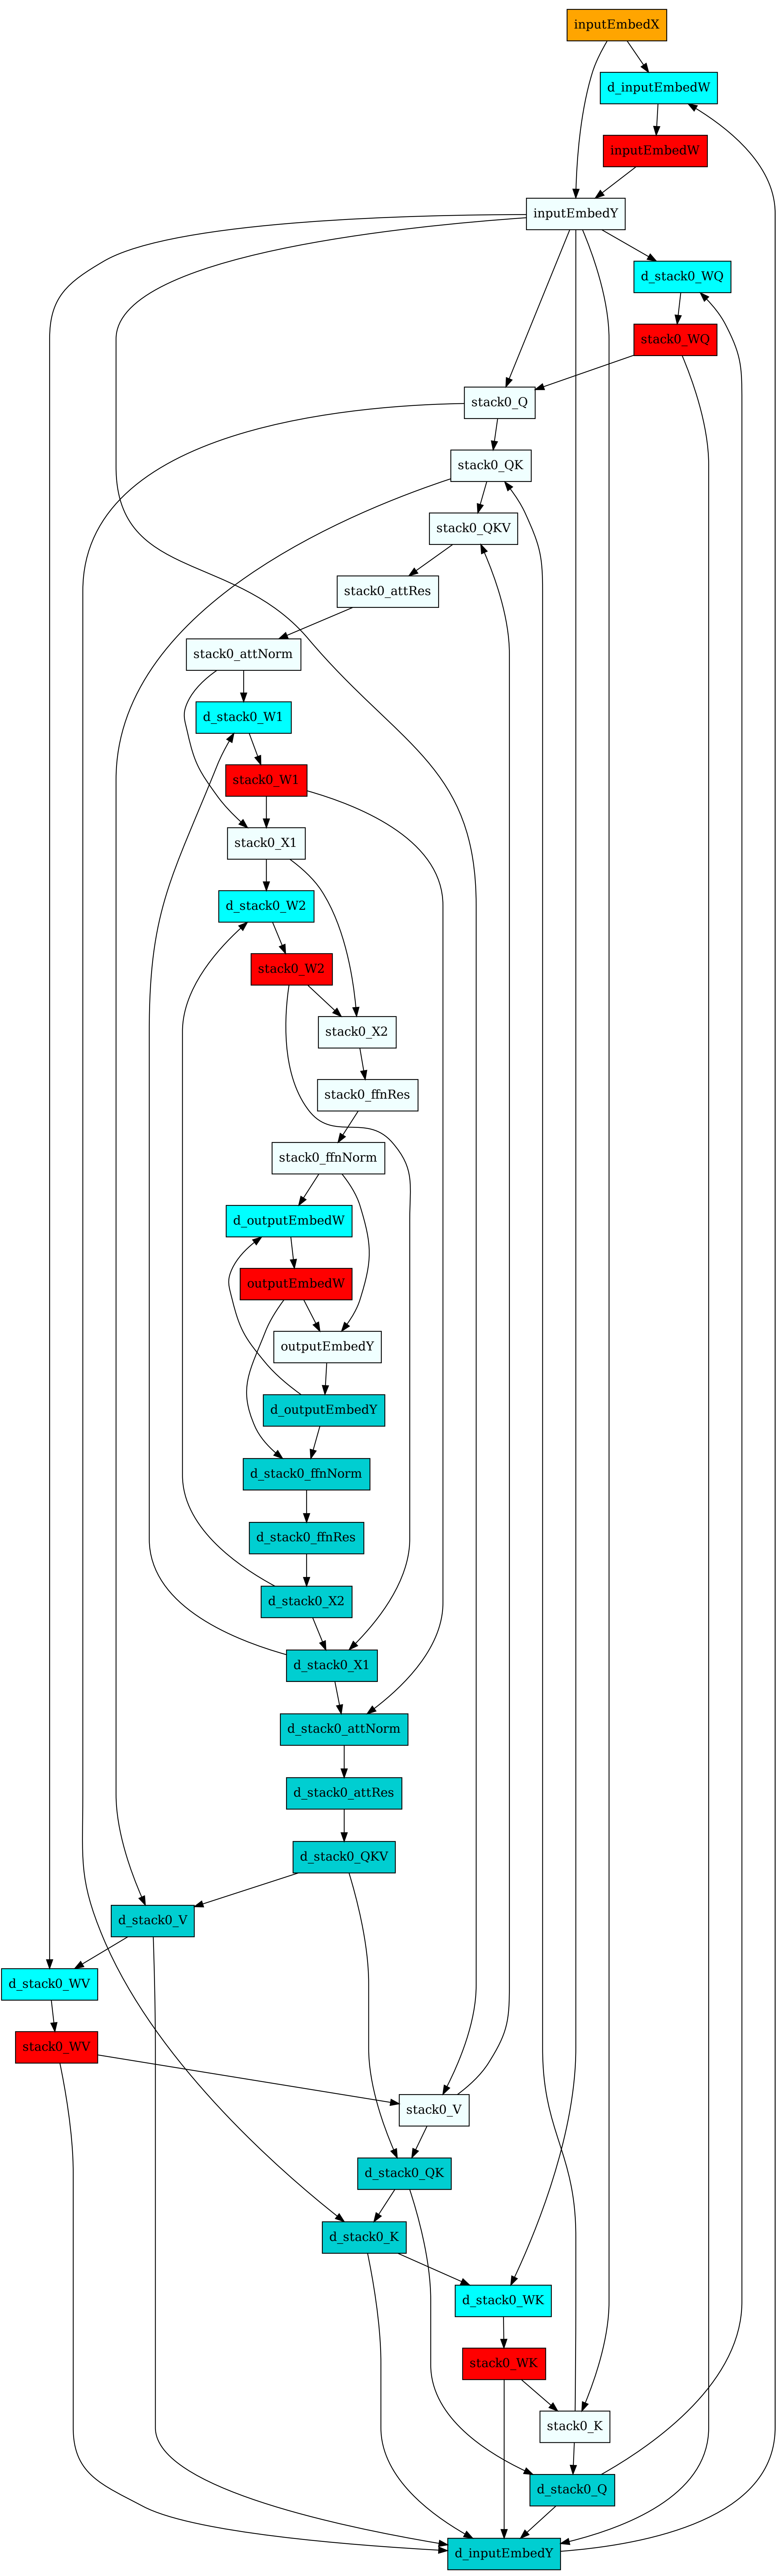 inputEmbedX
d_inputEmbedW
inputEmbedW
inputEmbedY
d_stack0_WQ
stack0_WQ
stack0_Q
stack0_QK
stack0_QKV
stack0_attRes
stack0_attNorm
d_stack0_W1
stack0_W1
stack0_X1
d_stack0_W2
stack0_W2
stack0_X2
stack0_ffnRes
stack0_ffnNorm
d_outputEmbedW
outputEmbedW
outputEmbedY
d_outputEmbedY
d_stack0_ffnNorm
d_stack0_ffnRes
d_stack0_X2
d_stack0_X1
d_stack0_attNorm
d_stack0_attRes
d_stack0_QKV
d_stack0_V
d_stack0_WV
stack0_WV
stack0_V
d_stack0_QK
d_stack0_K
d_stack0_WK
stack0_WK
stack0_K
d_stack0_Q
d_inputEmbedY